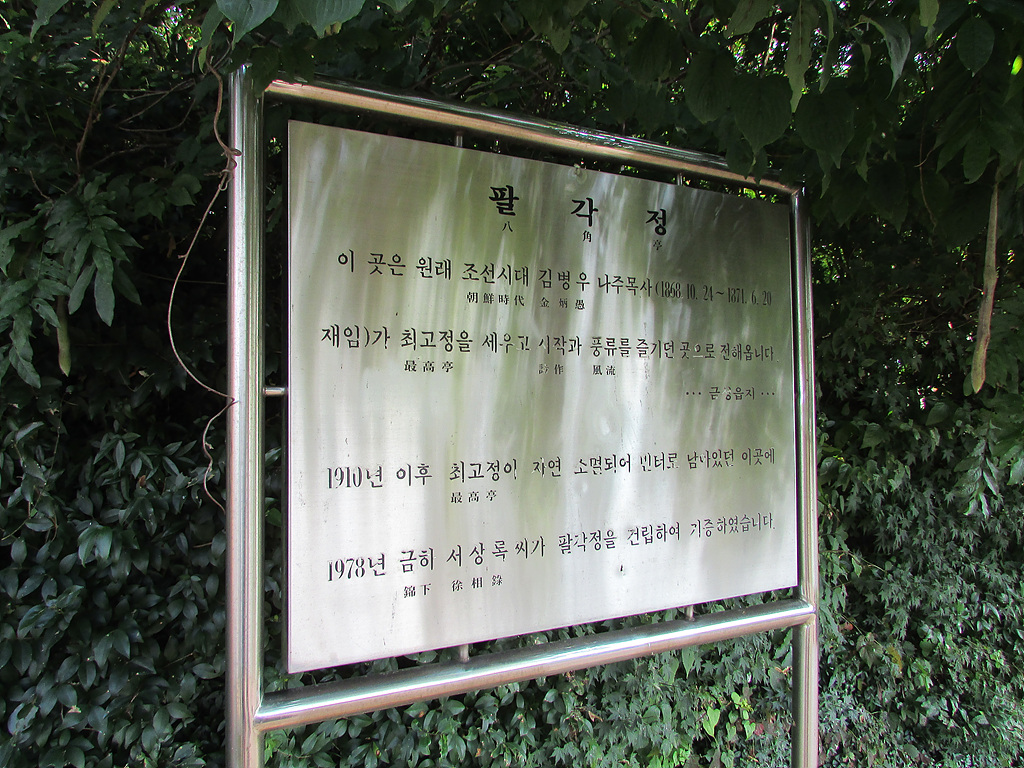 팔 각 정
八 角 亭
이 곳은 원래 조선시대 김병우 나주목사(1868. 10. 24~1871. 6. 20
朝鮮時代 金炳愚
재임)가 최고정을 세우고 시작과 풍류를 즐기던 곳으로 전해옵니다
最高亭 詩作 風流
··· 금성읍지 ···
1910년 이후 최고정이 자연 소멸되어 빈터로 남아있던 이곳에
最高亭
1978년 금하 서상록씨가 팔각정을 건립하여 기증하였습니다.
錦下 徐相錄